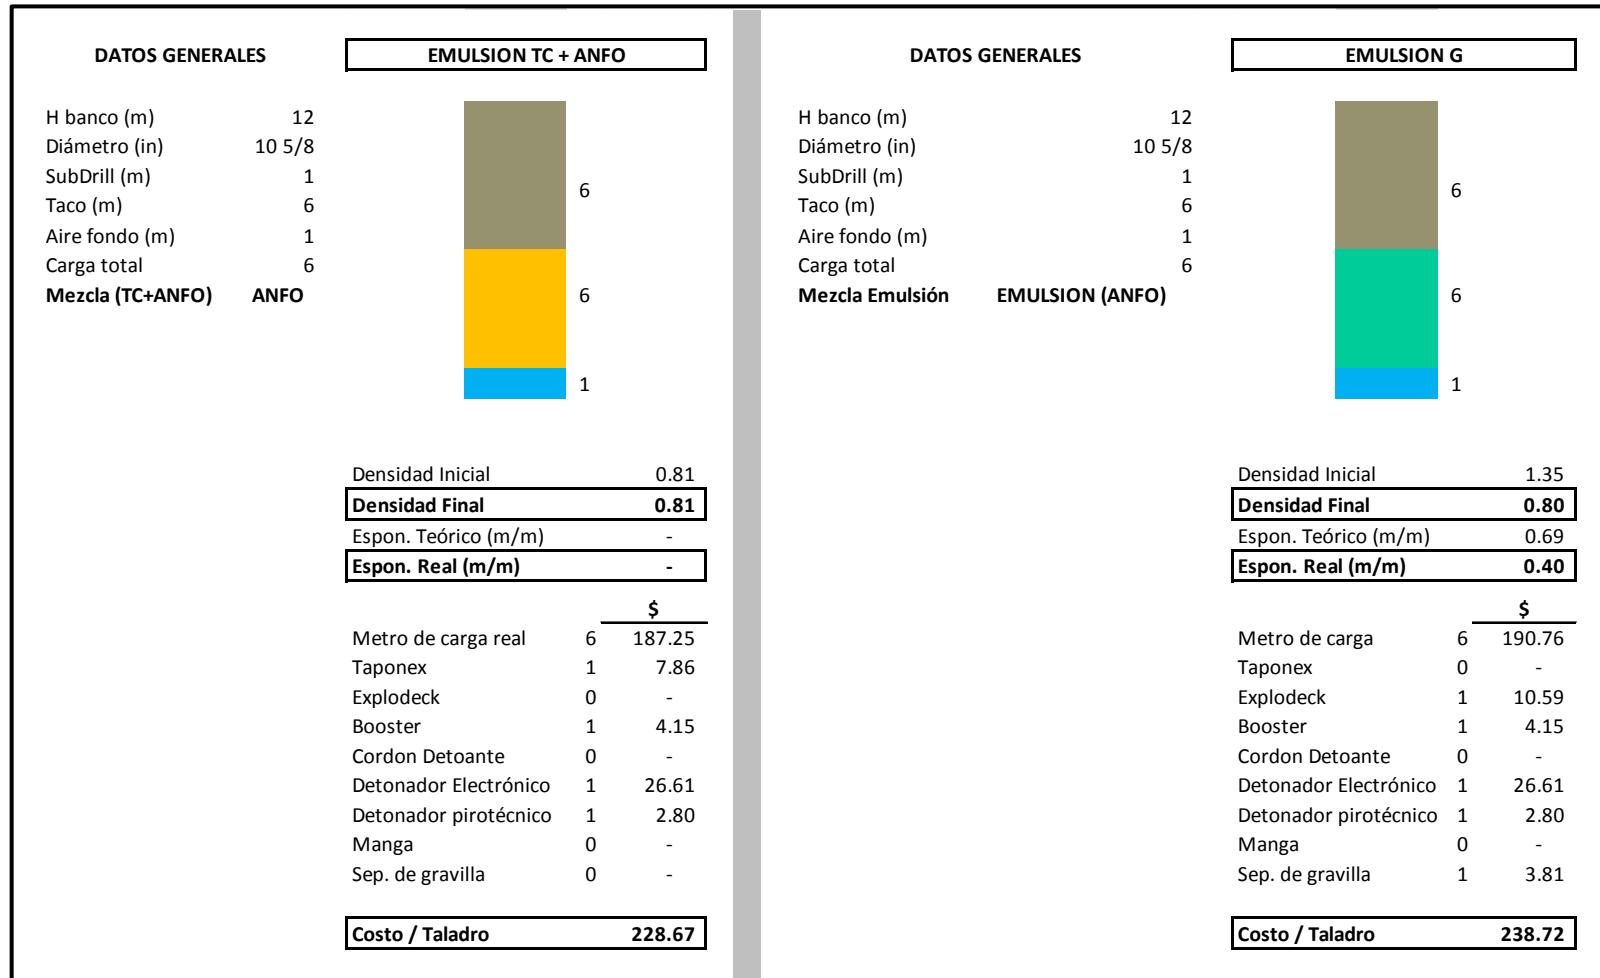 DATOS GENERALES
EMULSION TC + ANFO
H banco (m) 12
Diámetro (in) 10 5/8
SubDrill (m) 1
Taco (m) 6
Aire fondo (m) 1
Carga total 6
Mezcla (TC+ANFO) ANFO
6
6
1
Densidad Inicial 0.81
Densidad Final 0.81
Espon. Teórico (m/m) -
Espon. Real (m/m) -
$
Metro de carga real 6 187.25
Taponex 1 7.86
Explodeck 0 -
Booster 1 4.15
Cordon Detoante 0 -
Detonador Electrónico 1 26.61
Detonador pirotécnico 1 2.80
Manga 0 -
Sep. de gravilla 0 -
Costo / Taladro 228.67
DATOS GENERALES
EMULSION G
H banco (m) 12
Diámetro (in) 10 5/8
SubDrill (m) 1
Taco (m) 6
Aire fondo (m) 1
Carga total 6
Mezcla Emulsión EMULSION (ANFO)
6
6
1
Densidad Inicial 1.35
Densidad Final 0.80
Espon. Teórico (m/m) 0.69
Espon. Real (m/m) 0.40
$
Metro de carga 6 190.76
Taponex 0 -
Explodeck 1 10.59
Booster 1 4.15
Cordon Detoante 0 -
Detonador Electrónico 1 26.61
Detonador pirotécnico 1 2.80
Manga 0 -
Sep. de gravilla 1 3.81
Costo / Taladro 238.72